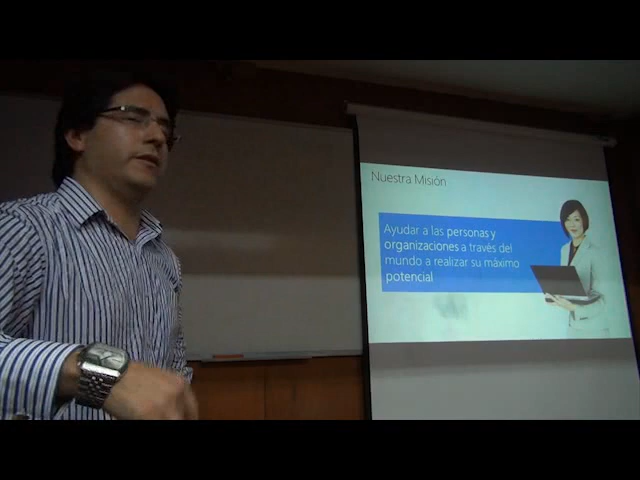 Nuestra Misión
Ayudar a las personas y
organizaciones a través del
mundo a realizar su máximo
potencial